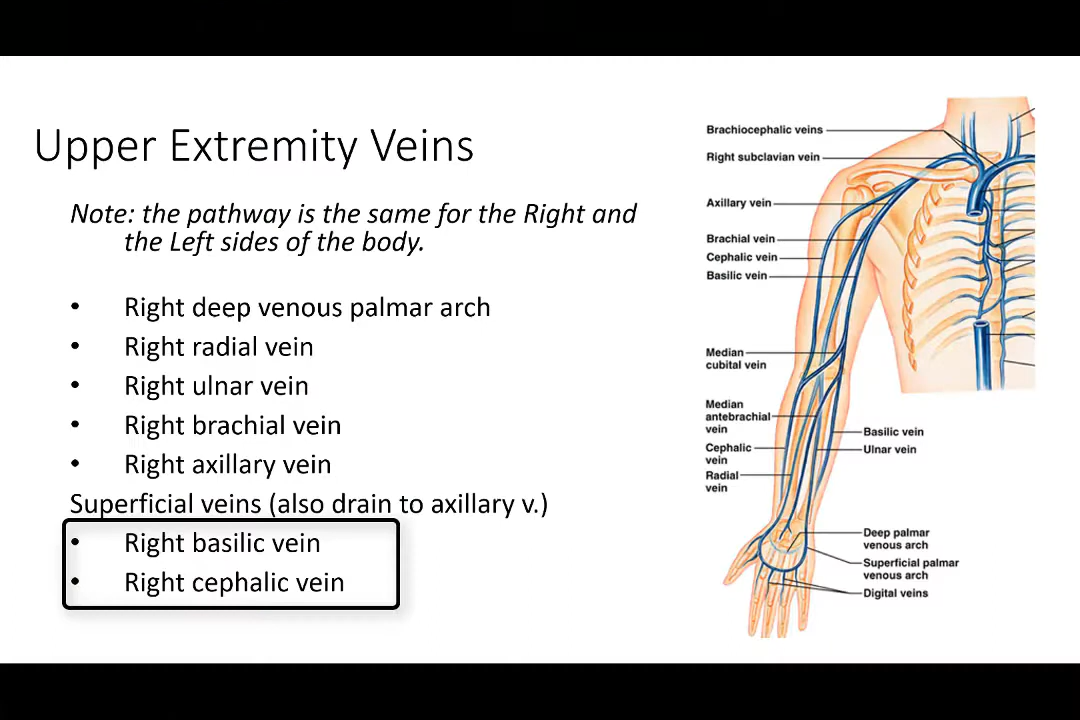 Upper Extremity Veins
Note: the pathway is the same for the Right and
the Left sides of the body.
• Right deep venous palmar arch
• Right radial vein
• Right ulnar vein
• Right brachial vein
• Right axillary vein
Superficial veins (also drain to axillary v.)
• Right basilic vein
• Right cephalic vein
Brachiocephalic veins
Right subclavian vein
Axillary vein
Brachial vein
Cephalic vein
Basilic vein
Median
cubital vein
Median
antebrachial
vein
Cephalic
vein
Radial
vein
Basilic vein
Ulnar vein
Deep palmar
venous arch
Superficial palmar
venous arch
Digital veins